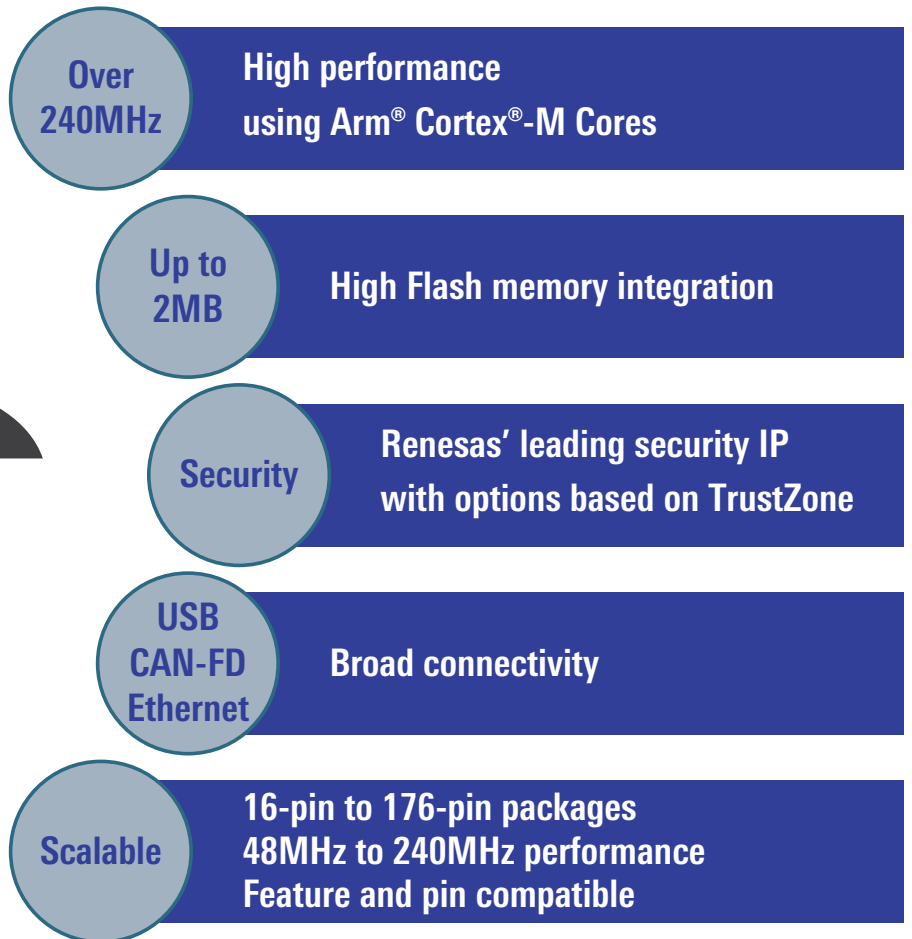 Over
240MHz
High performance
using Arm® Cortex®-M Cores
Up to
2MB
High Flash memory integration
Security
Renesas’ leading security IP
with options based on TrustZone
USB
CAN-FD
Ethernet
Broad connectivity
Scalable
16-pin to 176-pin packages
48MHz to 240MHz performance
Feature and pin compatible